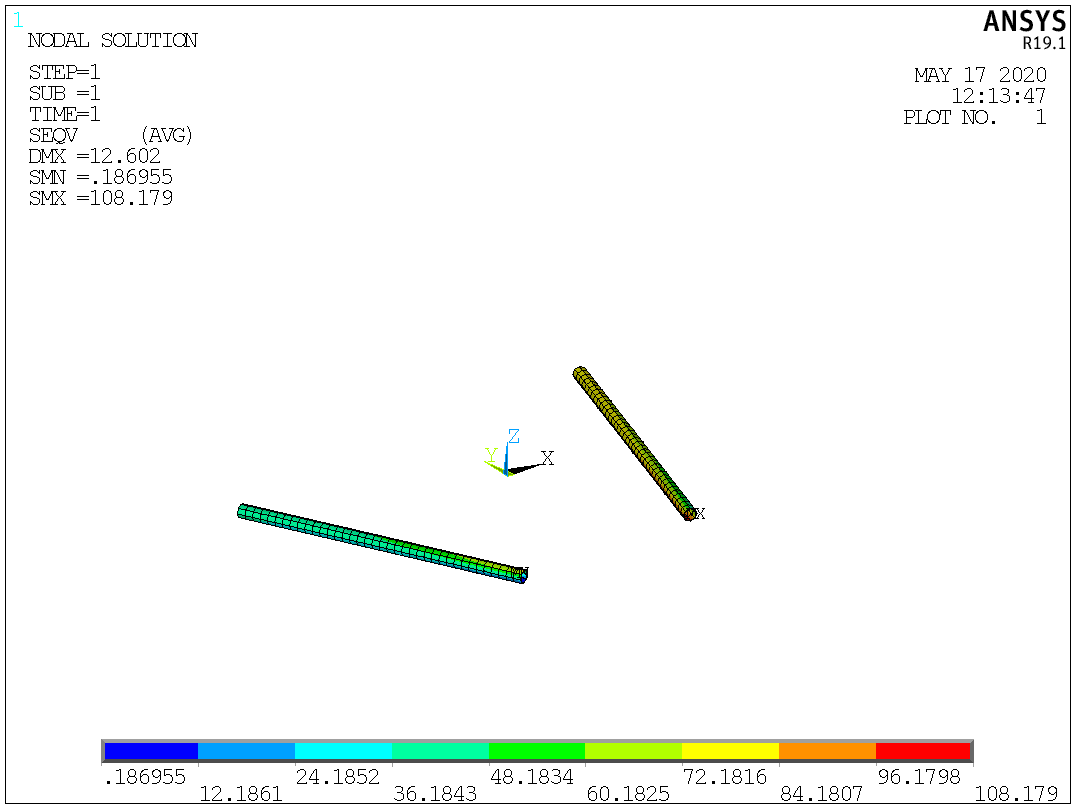 1
NODAL SOLUTION
STEP=1
SUB =1
TIME=1
SEQV (AVG)
DMX =12.602
SMN =.186955
SMX =108.179
ANSYS
R19.1
MAY 17 2020
12:13:47
PLOT NO. 1
Z
Y
X
MX
.186955
12.1861
24.1852
36.1843
48.1834
60.1825
72.1816
84.1807
96.1798
108.179